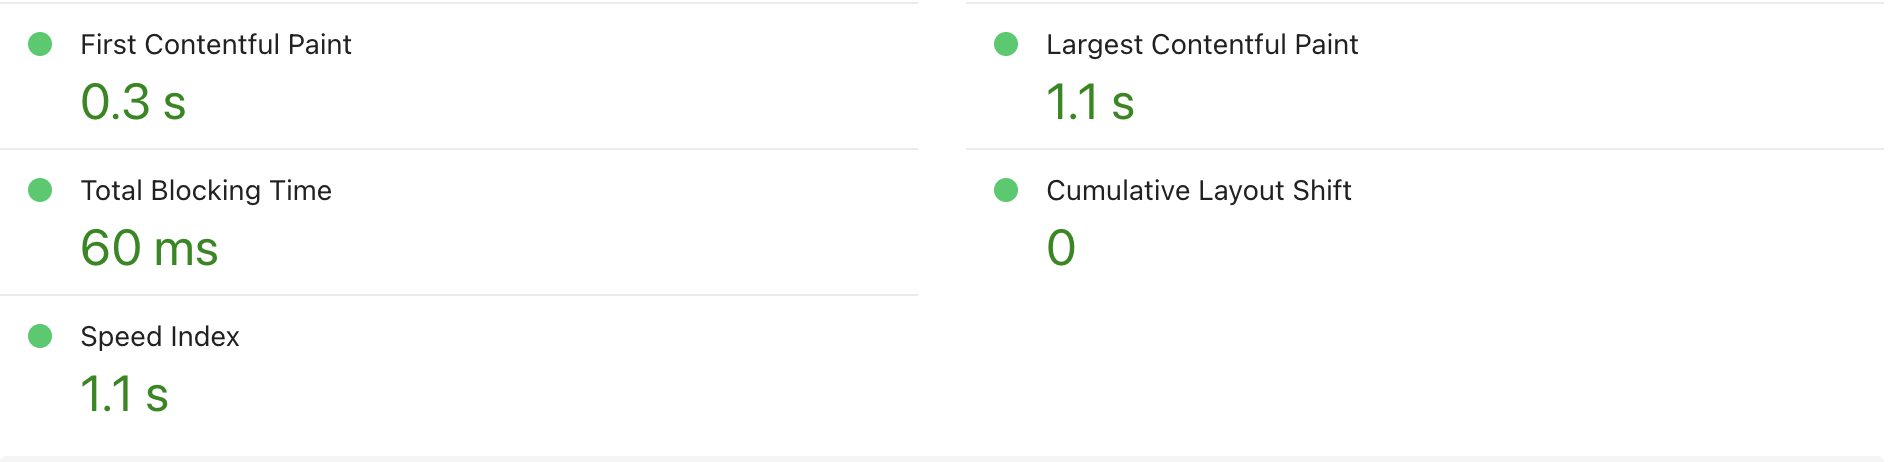 First Contentful Paint
0.3 s
Largest Contentful Paint
1.1 s
Total Blocking Time
60 ms
Cumulative Layout Shift
0
Speed Index
1.1 s